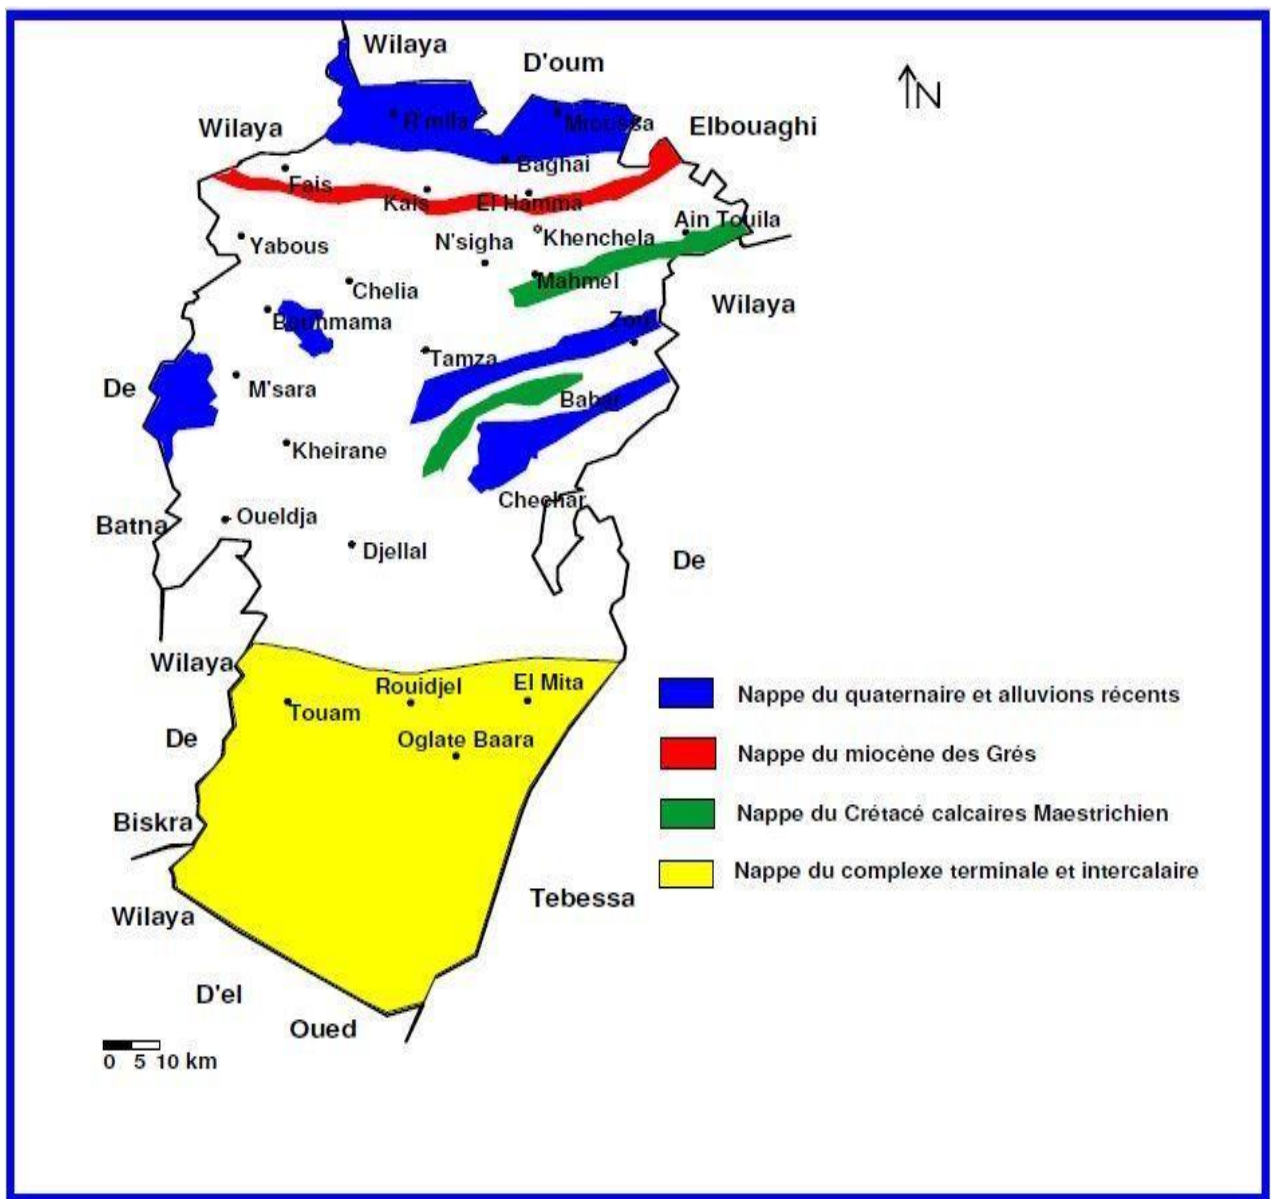 Wilaya
D'oum
N
R'mila
Mtoussa
Wilaya
Elbouaghi
Baghai
Fais
Kais
El Hamma
Ain Touila
Yabous
N'sigha
Khenchela
Chelia
Mahmel
Wilaya
Bouhmama
Zoui
Tamza
De
M'sara
Babar
Kheirane
Chechar
Batna
Oueldja
Djellal
De
Wilaya
Rouidjel
El Mita
Nappe du quaternaire et alluvions récents
Touam
De
Oglate Baara
Nappe du miocène des Grés
Biskra
Nappe du Crétacé calcaires Maestrichien
Nappe du complexe terminale et intercalaire
Tebessa
Wilaya
D'el
Oued
0 5 10 km